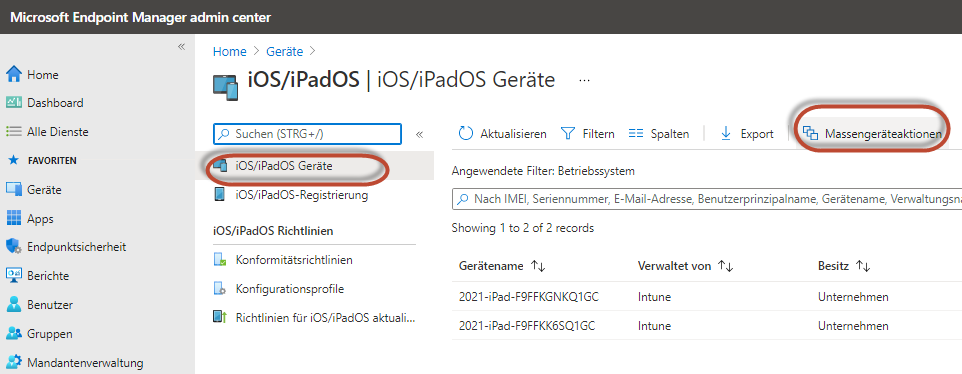 Microsoft Endpoint Manager admin center
«
Home
Dashboard
Alle Dienste
FAVORITEN
Geräte
Apps
Endpunktsicherheit
Berichte
Benutzer
Gruppen
Mandantenverwaltung
Home > Geräte >
iOS/iPadOS | iOS/iPadOS Geräte ...
Suchen (STRG+/) «
iOS/iPadOS Geräte
iOS/iPadOS-Registrierung
iOS/iPadOS Richtlinien
Konformitätsrichtlinien
Konfigurationsprofile
Richtlinien für iOS/iPadOS aktuali...
Aktualisieren Filtern Spalten Export Massengeräteaktionen
Angewendete Filter: Betriebssystem
Nach IMEI, Seriennummer, E-Mail-Adresse, Benutzerprinzipalname, Gerätename, Verwaltungsna
Showing 1 to 2 of 2 records
Gerätename ↑↓ Verwaltet von ↑↓ Besitz ↑↓
2021-iPad-F9FFKGNKQ1GC Intune Unternehmen
2021-iPad-F9FFKK6SQ1GC Intune Unternehmen